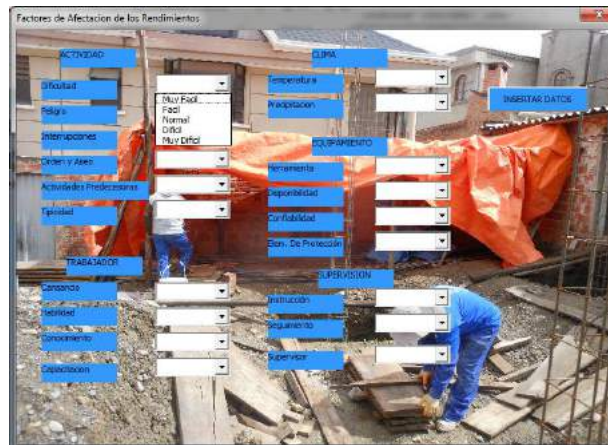 Factores de Afectacion de los Rendimientos
ACTIVIDAD
Dificultad
Muy Facil
Facil
Normal
Dificil
Muy Dificil
Peligro
Interrupciones
Orden y Aseo
Actividades Predecesoras
Tipicidad
TRABAJADOR
Cansancio
Habilidad
Conocimiento
Capacitacion
CLIMA
Temperatura
Precipitacion
EQUIPAMIENTO
Herramienta
Disponibilidad
Confiabilidad
Elem. De Protección
SUPERVISION
Instrucción
Seguimiento
Supervisor
INSERTAR DATOS